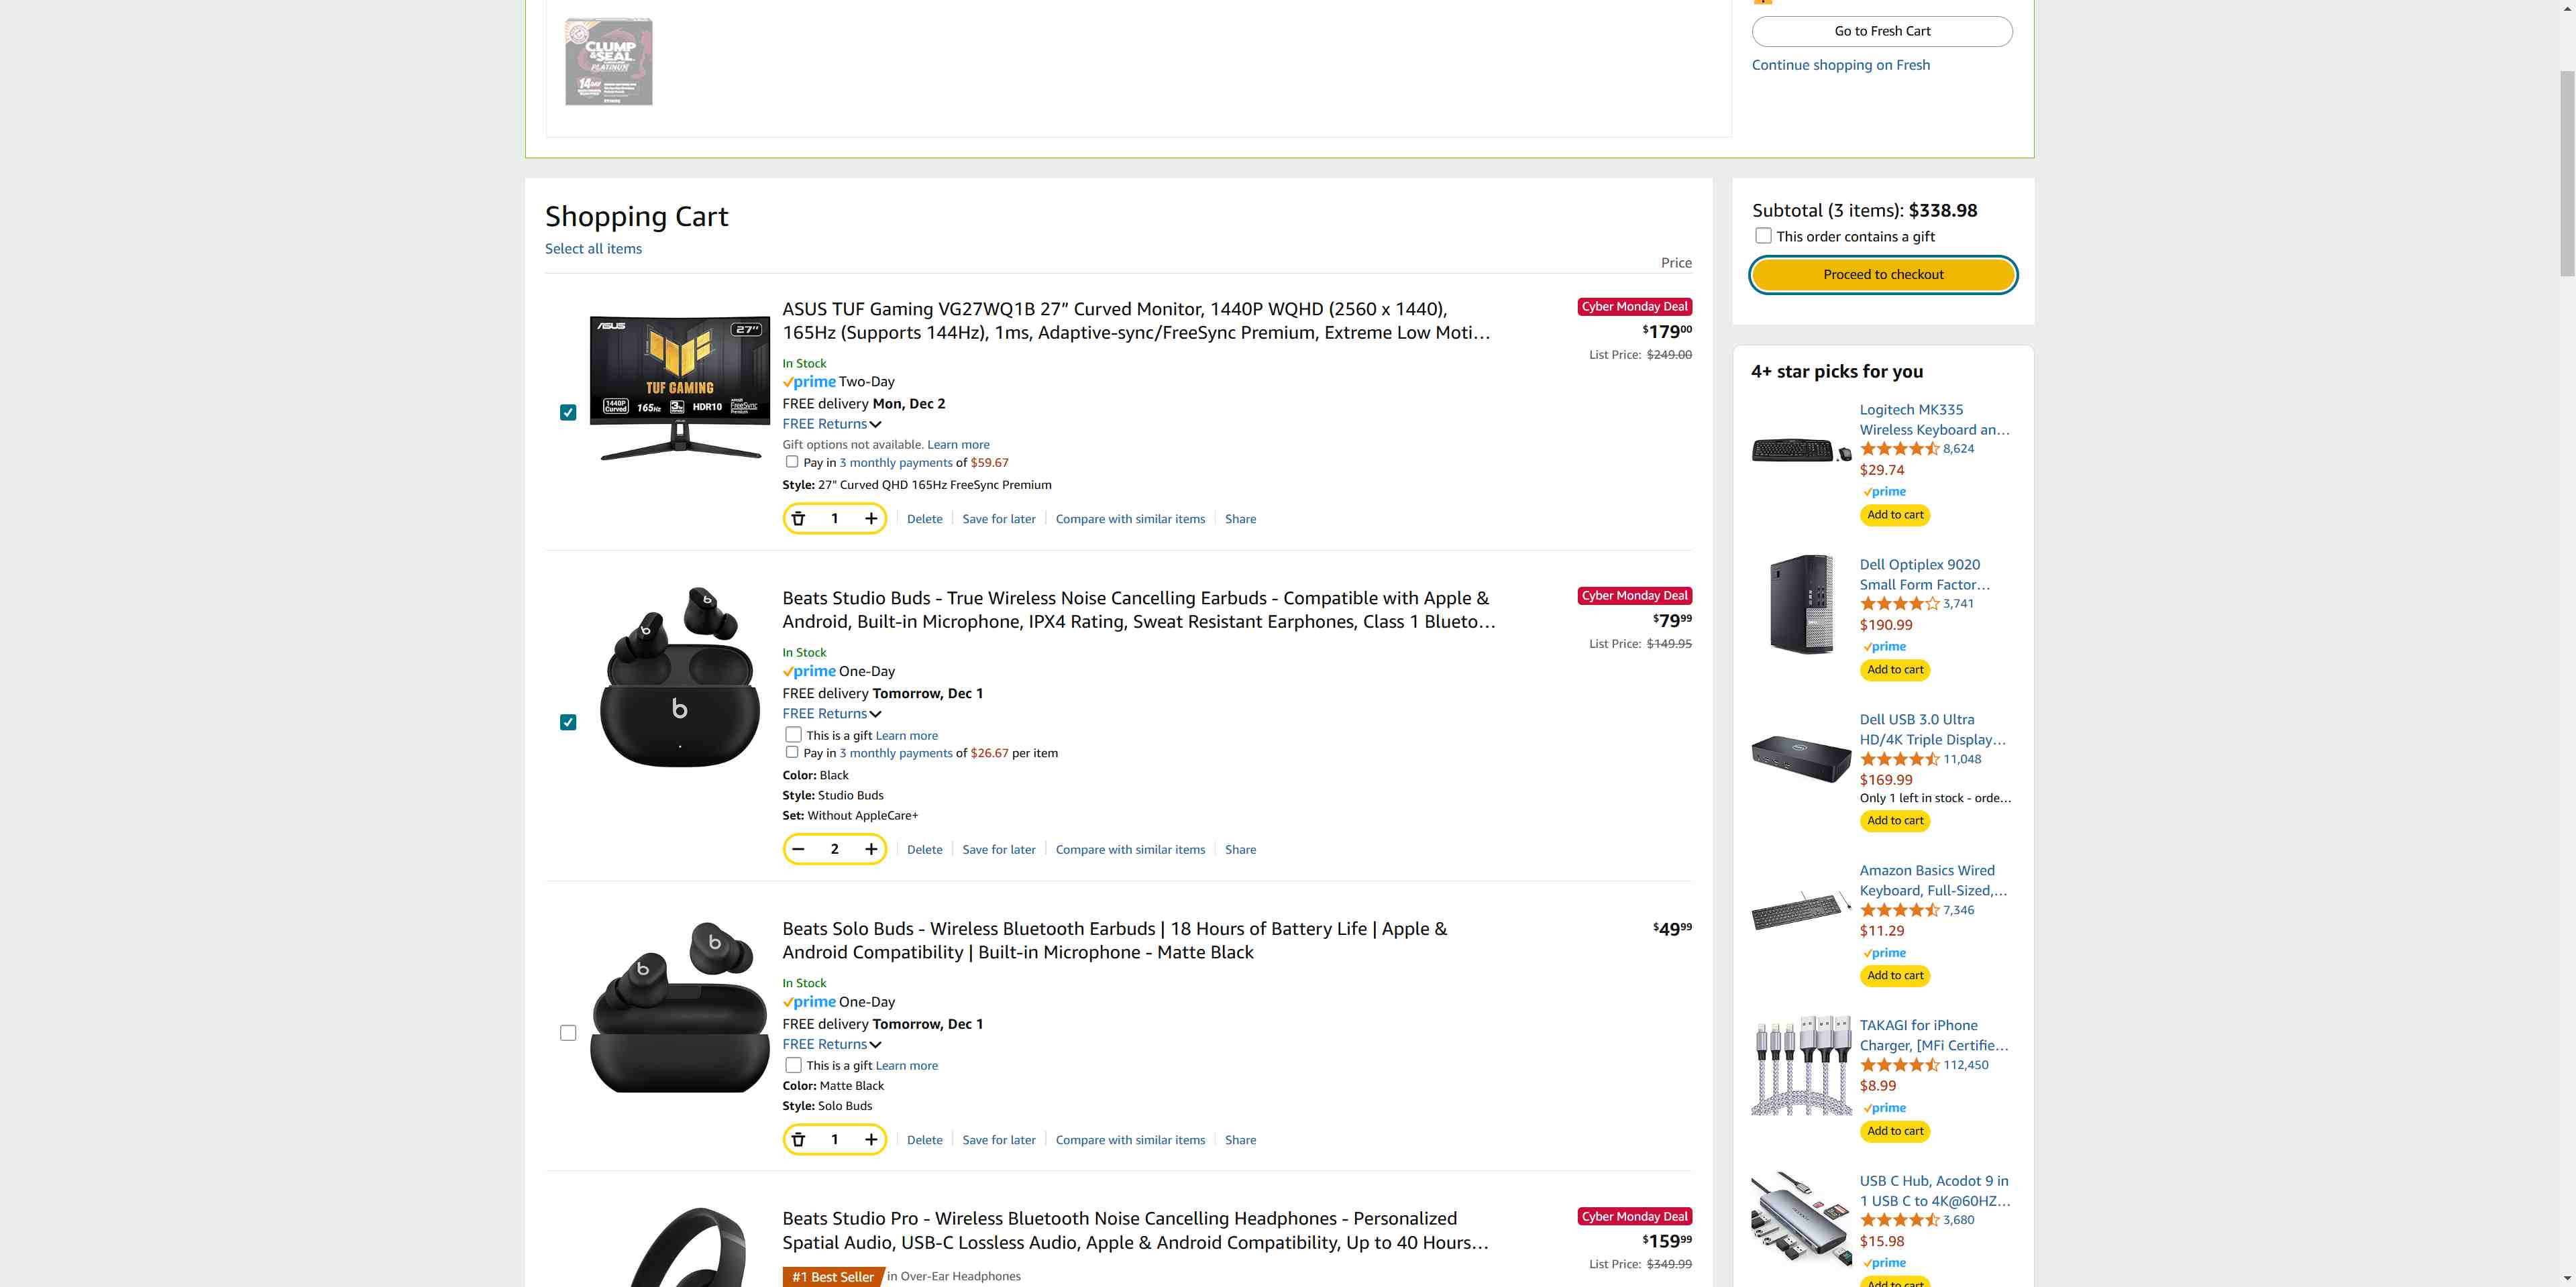 CLUMP
&SEAL
PLATINUM
14 DAY
Go to Fresh Cart
Continue shopping on Fresh
Shopping Cart
Select all items
Price
Subtotal (3 items): $338.98
This order contains a gift
Proceed to checkout
ASUS
27"
TUF GAMING
1440P
Curved
165Hz
HDR10
FreeSync
Premium
ASUS TUF Gaming VG27WQ1B 27” Curved Monitor, 1440P WQHD (2560 x 1440),
165Hz (Supports 144Hz), 1ms, Adaptive-sync/FreeSync Premium, Extreme Low Moti…
In Stock
prime Two-Day
FREE delivery Mon, Dec 2
FREE Returns
Gift options not available. Learn more
Pay in 3 monthly payments of $59.67
Style: 27" Curved QHD 165Hz FreeSync Premium
1
Delete
Save for later
Compare with similar items
Share
Cyber Monday Deal
$179 00
List Price: $249.00
Beats Studio Buds - True Wireless Noise Cancelling Earbuds - Compatible with Apple &
Android, Built-in Microphone, IPX4 Rating, Sweat Resistant Earphones, Class 1 Blueto…
In Stock
prime One-Day
FREE delivery Tomorrow, Dec 1
FREE Returns
This is a gift Learn more
Pay in 3 monthly payments of $26.67 per item
Color: Black
Style: Studio Buds
Set: Without AppleCare+
2
Delete
Save for later
Compare with similar items
Share
Cyber Monday Deal
$79 99
List Price: $149.95
Beats Solo Buds - Wireless Bluetooth Earbuds | 18 Hours of Battery Life | Apple &
Android Compatibility | Built-in Microphone - Matte Black
In Stock
prime One-Day
FREE delivery Tomorrow, Dec 1
FREE Returns
This is a gift Learn more
Color: Matte Black
Style: Solo Buds
1
Delete
Save for later
Compare with similar items
Share
$49 99
Beats Studio Pro - Wireless Bluetooth Noise Cancelling Headphones - Personalized
Spatial Audio, USB-C Lossless Audio, Apple & Android Compatibility, Up to 40 Hours…
#1 Best Seller in Over-Ear Headphones
Cyber Monday Deal
$159 99
List Price: $349.99
4+ star picks for you
Logitech MK335
Wireless Keyboard an…
8,624
$29.74
prime
Add to cart
Dell Optiplex 9020
Small Form Factor…
3,741
$190.99
prime
Add to cart
Dell USB 3.0 Ultra
HD/4K Triple Display…
11,048
$169.99
Only 1 left in stock - orde…
Add to cart
Amazon Basics Wired
Keyboard, Full-Sized,…
7,346
$11.29
prime
Add to cart
TAKAGI for iPhone
Charger, [MFi Certifie…
112,450
$8.99
prime
Add to cart
USB C Hub, Acodot 9 in
1 USB C to 4K@60HZ…
3,680
$15.98
prime
Add to cart